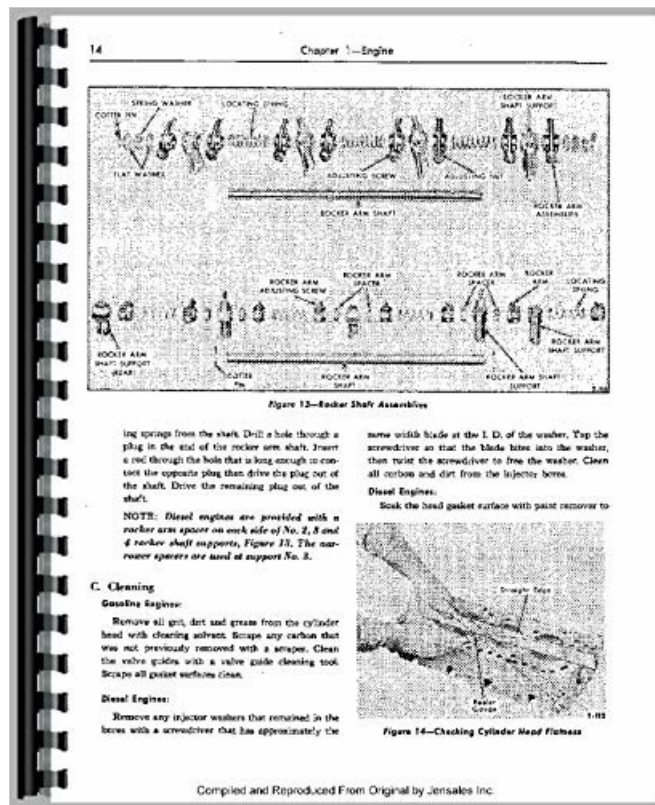 14
Chapter 1—Engine
ROCKER ARM
SHAFT SUPPORT
SPRING WASHER
LOCATING SPRING
COTTER PIN
FLAT WASHER
ADJUSTING SCREW
ADJUSTING NUT
ROCKER ARM SHAFT
ROCKER ARM
ASSEMBLIES
ROCKER ARM
ADJUSTING SCREW
ROCKER ARM
SPACER
ROCKER ARM
SPACER
ROCKER
ARM
LOCATING
SPRING
ROCKER ARM
SHAFT SUPPORT
(REAR)
COTTER
PIN
ROCKER ARM
SHAFT
ROCKER ARM SHAFT
SUPPORT
ROCKER ARM
SHAFT SUPPORT
Figure 13—Rocker Shaft Assemblies
ing springs from the shaft. Drill a hole through a
plug in the end of the rocker arm shaft. Insert
a rod through the hole that is long enough to con-
tact the opposite plug then drive the plug out of
the shaft. Drive the remaining plug out of the
shaft.
NOTE: Diesel engines are provided with a
rocker arm spacer on each side of No. 2, 3 and
4 rocker shaft supports, Figure 13. The nar-
rower spacers are used at support No. 3.
C. Cleaning
Gasoline Engines:
Remove all grit, dirt and grease from the cylinder
head with cleaning solvent. Scrape any carbon that
was not previously removed with a scraper. Clean
the valve guides with a valve guide cleaning tool.
Scrape all gasket surfaces clean.
Diesel Engines:
Remove any injector washers that remained in the
bores with a screwdriver that has approximately the
same width blade at the I. D. of the washer. Tap the
screwdriver so that the blade bites into the washer,
then twist the screwdriver to free the washer. Clean
all carbon and dirt from the injector bores.
Diesel Engines:
Soak the head gasket surface with paint remover to
Straight Edge
Feeler
Gauge
Figure 14—Checking Cylinder Head Flatness
Compiled and Reproduced From Original by Jensales Inc.